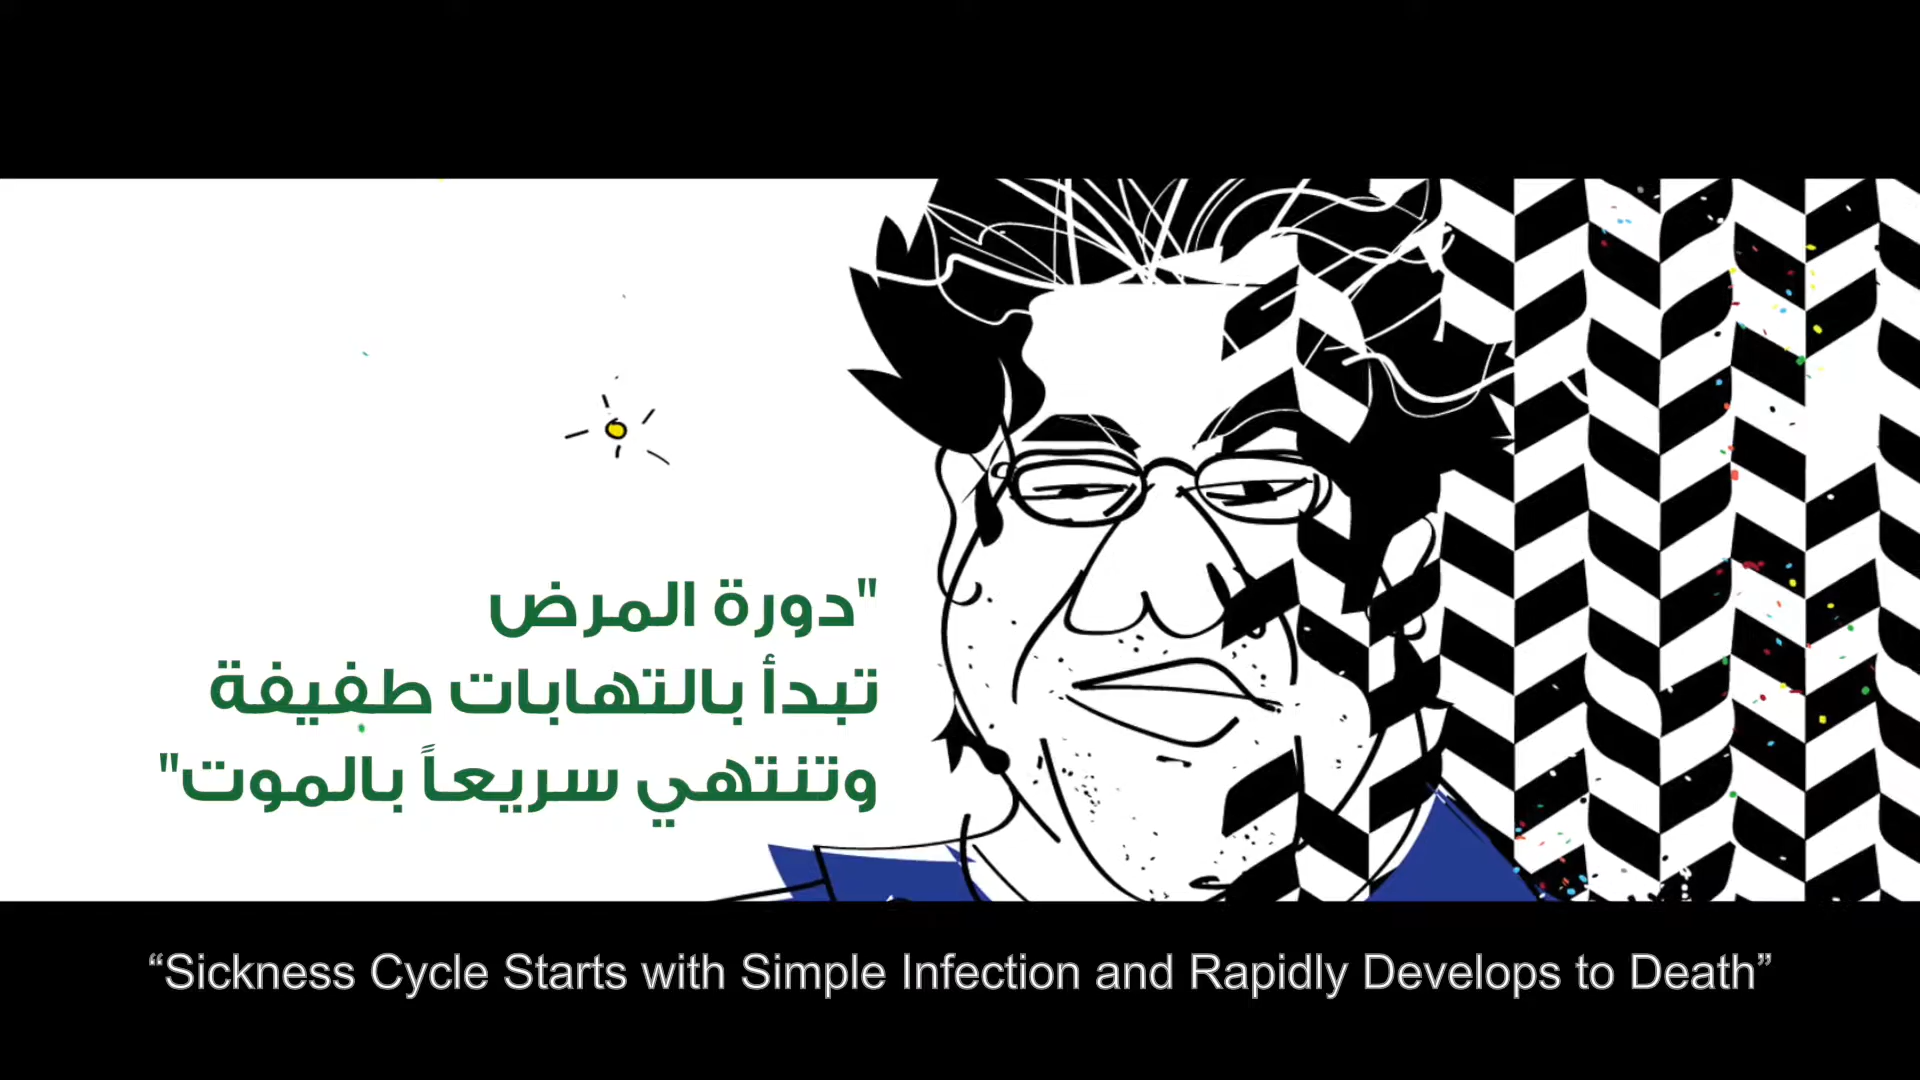 "دورة المرض
تبدأ بالتهابات طفيفة
وتنتهي سريعاً بالموت"
“Sickness Cycle Starts with Simple Infection and Rapidly Develops to Death”